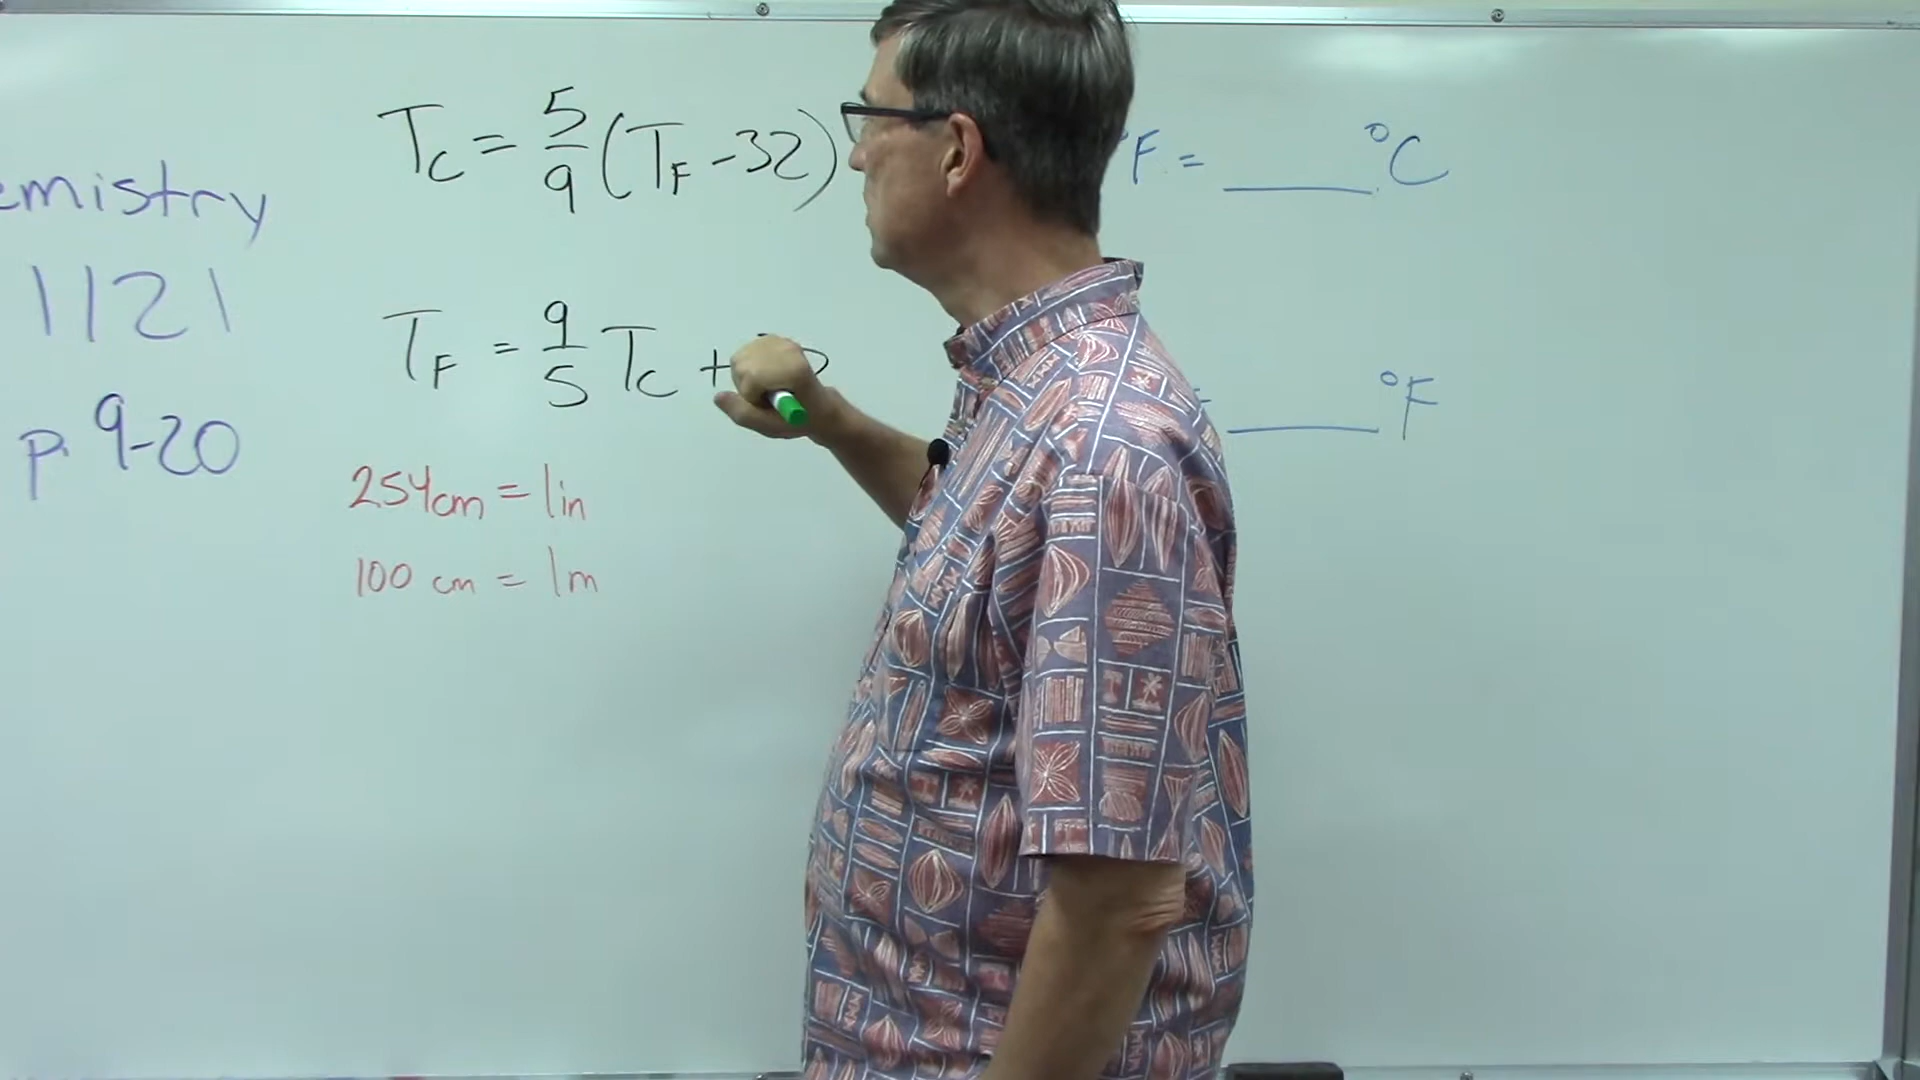 emistry
1121
p. 9-20
T_C = 5/9 (T_F - 32)
T_F = 9/5 T_C +
254cm = 1in
100 cm = 1m
°F = ____ °C
= ____ °F